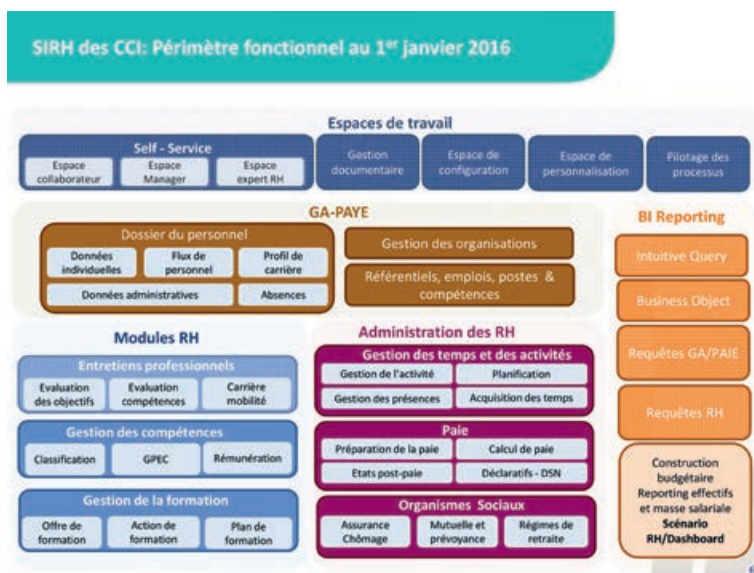 SIRH des CCI: Périmètre fonctionnel au 1er janvier 2016
Espaces de travail
Self - Service
Espace
collaborateur
Espace
Manager
Espace
expert RH
Gestion
documentaire
Espace de
configuration
Espace de
personnalisation
Pilotage des
processus
GA-PAYE
Dossier du personnel
Données
individuelles
Flux de
personnel
Profil de
carrière
Données administratives
Absences
Gestion des organisations
Référentiels, emplois, postes &
compétences
BI Reporting
Intuitive Query
Business Object
Requêtes GA/PAIE
Requêtes RH
Construction
budgétaire
Reporting effectifs
et masse salariale
Scénario
RH/Dashboard
Modules RH
Entretiens professionnels
Evaluation
des objectifs
Evaluation
compétences
Carrière
mobilité
Gestion des compétences
Classification
GPEC
Rémunération
Gestion de la formation
Offre de
formation
Action de
formation
Plan de
formation
Administration des RH
Gestion des temps et des activités
Gestion de l'activité
Planification
Gestion des présences
Acquisition des temps
Paie
Préparation de la paie
Calcul de paie
Etats post-paie
Déclaratifs - DSN
Organismes Sociaux
Assurance
Chômage
Mutuelle et
prévoyance
Régimes de
retraite